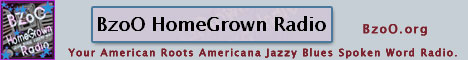 BzoO
HomeGrown
Radio
BzoO HomeGrown Radio
BzoO.org
Your American Roots Americana Jazzy Blues Spoken Word Radio.